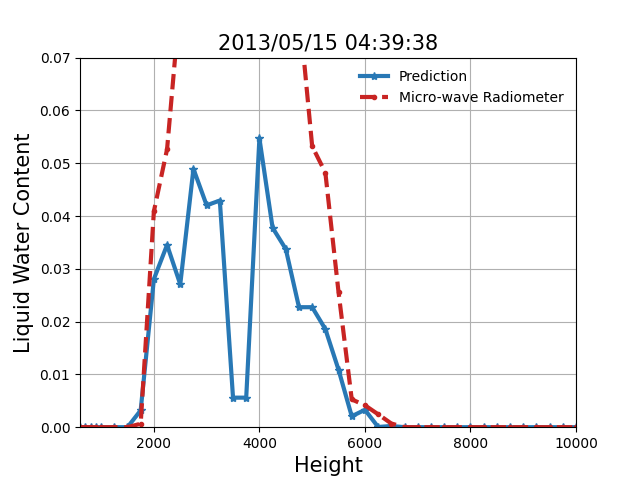 2013/05/15 04:39:38
0.07
0.06
0.05
0.04
0.03
0.02
0.01
0.00
Liquid Water Content
Prediction
Micro-wave Radiometer
2000 4000 6000 8000 10000
Height